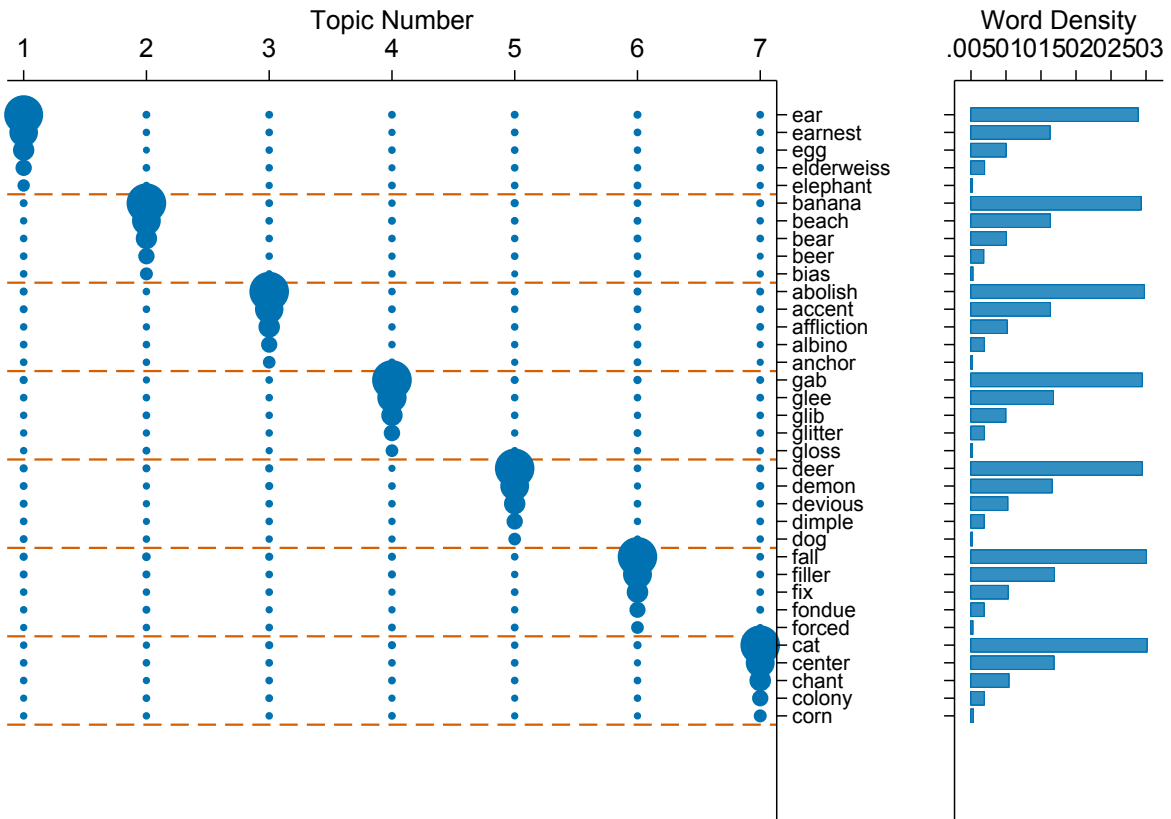 Topic Number
Word Density
1 2 3 4 5 6 7
.005010150202503
ear
earnest
egg
elderweiss
elephant
banana
beach
bear
beer
bias
abolish
accent
affliction
albino
anchor
gab
glee
glib
glitter
gloss
deer
demon
devious
dimple
dog
fall
filler
fix
fondue
forced
cat
center
chant
colony
corn